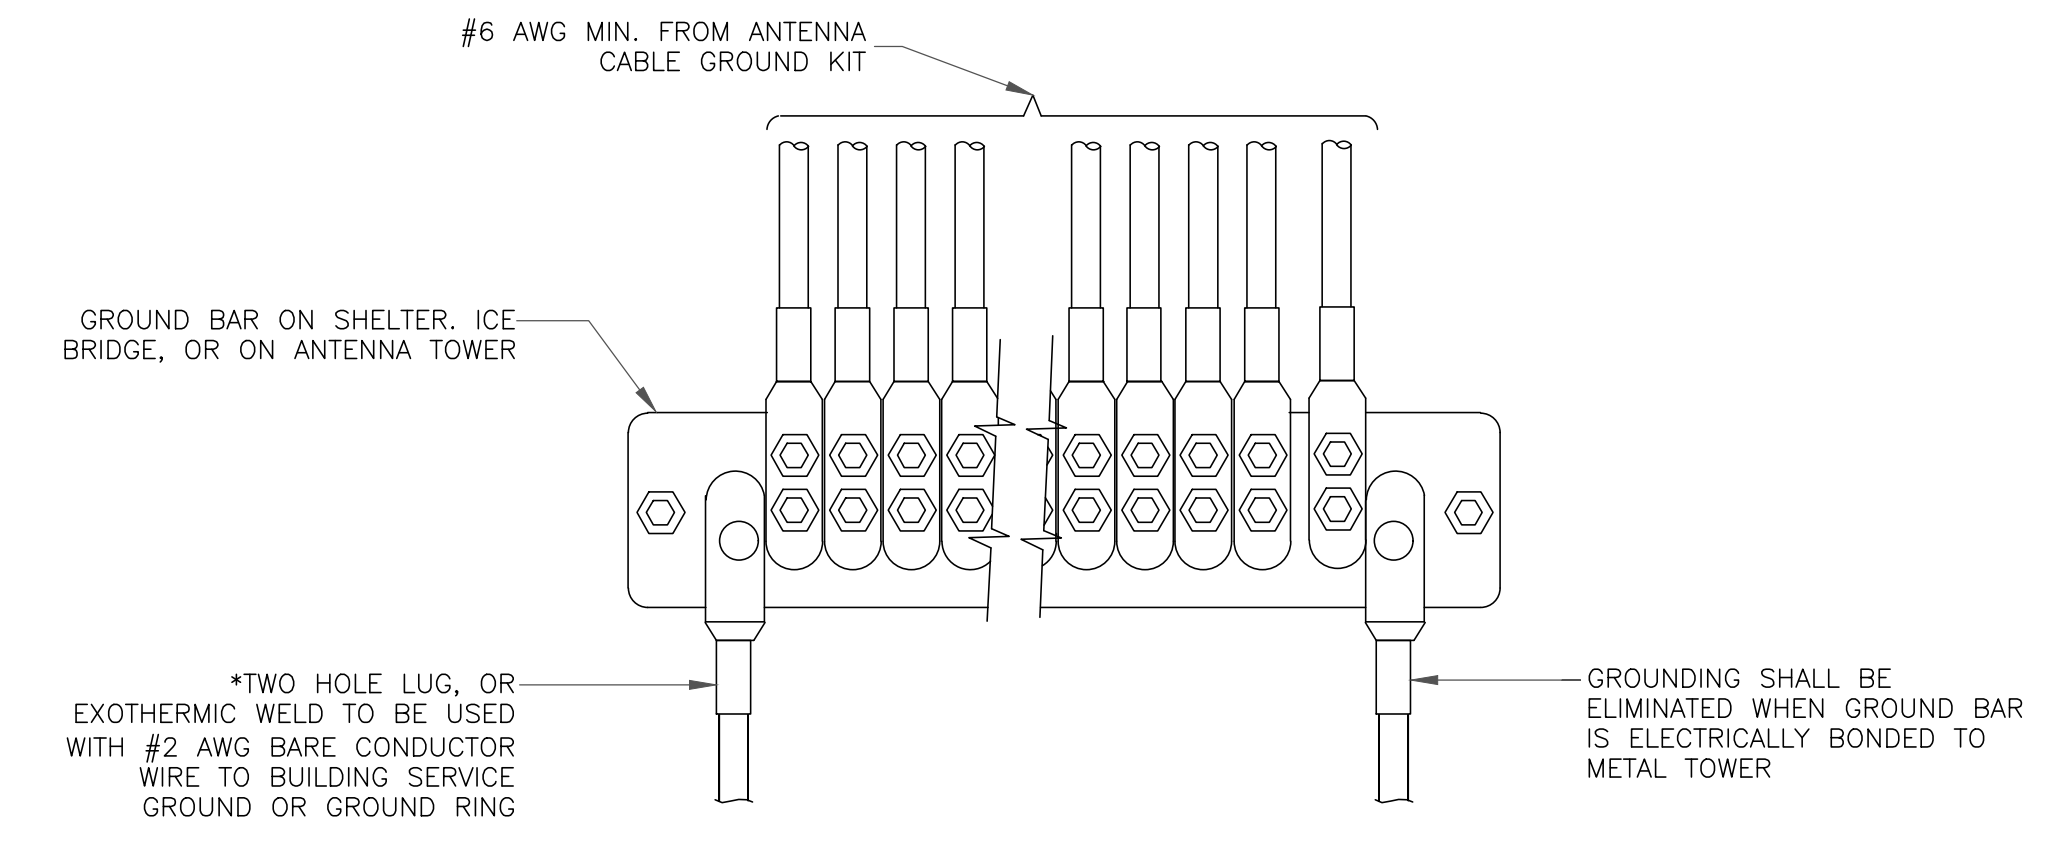 #6 AWG MIN. FROM ANTENNA
CABLE GROUND KIT
GROUND BAR ON SHELTER. ICE
BRIDGE, OR ON ANTENNA TOWER
*TWO HOLE LUG, OR
EXOTHERMIC WELD TO BE USED
WITH #2 AWG BARE CONDUCTOR
WIRE TO BUILDING SERVICE
GROUND OR GROUND RING
GROUNDING SHALL BE
ELIMINATED WHEN GROUND BAR
IS ELECTRICALLY BONDED TO
METAL TOWER